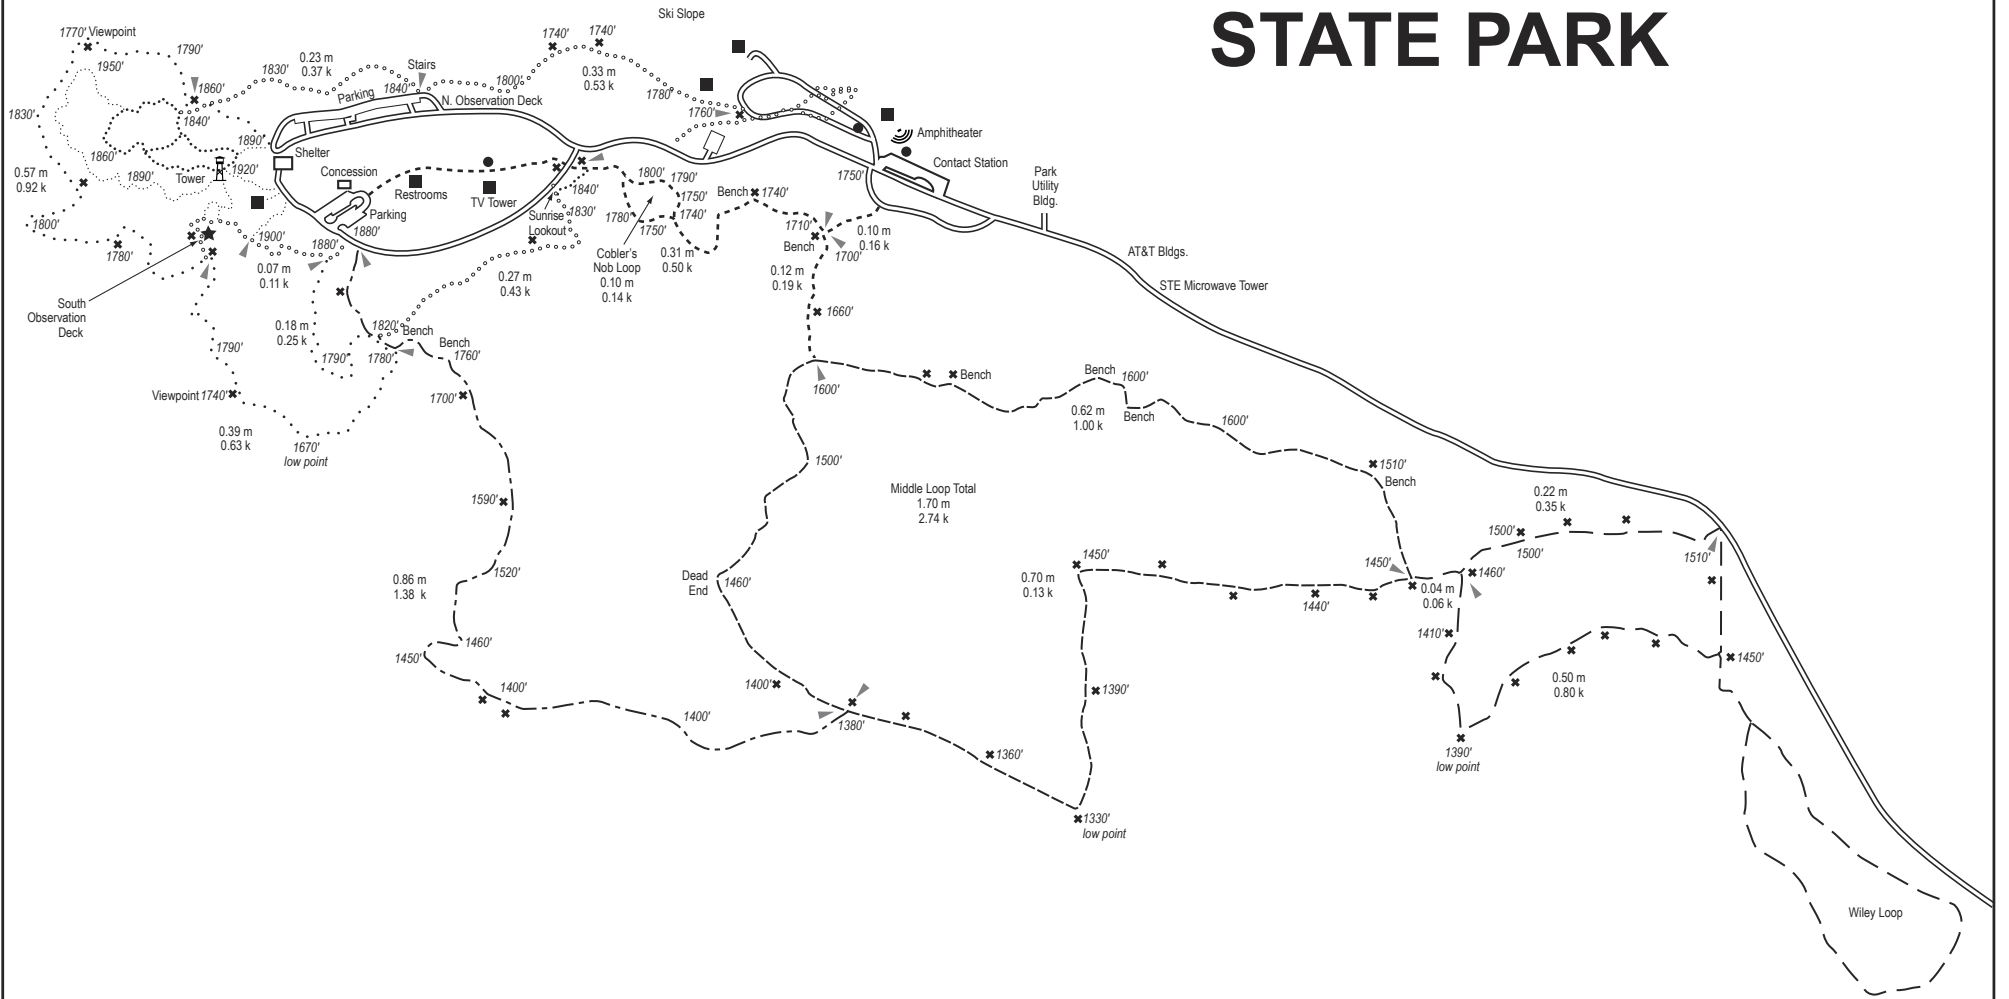 STATE PARK
Ski Slope
1770' Viewpoint
1790'
1950'
1860'
1830'
1840'
1830'
0.23 m
0.37 k
Stairs
1840'
1800'
1740'
1740'
0.33 m
0.53 k
1780'
1760'
Parking
N. Observation Deck
1890'
Shelter
1860'
1890'
Tower
1920'
0.57 m
0.92 k
1800'
1780'
Concession
Restrooms
TV Tower
Parking
1880'
1900'
1880'
0.07 m
0.11 k
South
Observation
Deck
Sunrise
Lookout
1840'
1830'
1800'
1790'
1750'
1740'
1780'
1750'
Cobler's
Nob Loop
0.10 m
0.14 k
0.31 m
0.50 k
0.27 m
0.43 k
Bench
1740'
1710'
Bench
1700'
0.10 m
0.16 k
0.12 m
0.19 k
1660'
1750'
Amphitheater
Contact Station
Park
Utility
Bldg.
AT&T Bldgs.
STE Microwave Tower
0.18 m
0.25 k
1820'
Bench
1790'
1780'
Bench
1760'
1700'
1790'
Viewpoint 1740'
0.39 m
0.63 k
1670'
low point
1600'
Bench
Bench
1600'
0.62 m
1.00 k
Bench
1600'
1510'
Bench
1500'
Middle Loop Total
1.70 m
2.74 k
1590'
1520'
0.86 m
1.38 k
1460'
1450'
1400'
1400'
Dead
End
1460'
1400'
1380'
1360'
1330'
low point
1390'
1450'
0.70 m
0.13 k
1440'
1450'
0.04 m
0.06 k
1460'
1500'
1500'
0.22 m
0.35 k
1510'
1410'
1390'
low point
0.50 m
0.80 k
1450'
Wiley Loop